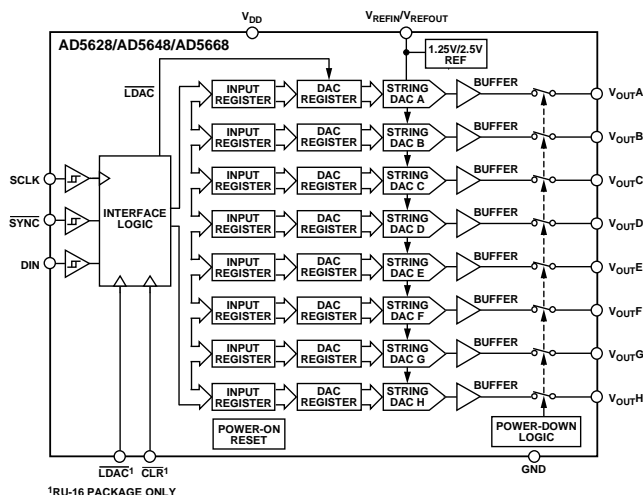 VDD
VREFIN/VREFOUT
AD5628/AD5648/AD5668
1.25V/2.5V
REF
LDAC
INPUT
REGISTER
DAC
REGISTER
STRING
DAC A
BUFFER
VOUTA
INPUT
REGISTER
DAC
REGISTER
STRING
DAC B
BUFFER
VOUTB
INPUT
REGISTER
DAC
REGISTER
STRING
DAC C
BUFFER
VOUTC
SCLK
INTERFACE
LOGIC
SYNC
INPUT
REGISTER
DAC
REGISTER
STRING
DAC D
BUFFER
VOUTD
DIN
INPUT
REGISTER
DAC
REGISTER
STRING
DAC E
BUFFER
VOUTE
INPUT
REGISTER
DAC
REGISTER
STRING
DAC F
BUFFER
VOUTF
INPUT
REGISTER
DAC
REGISTER
STRING
DAC G
BUFFER
VOUTG
INPUT
REGISTER
DAC
REGISTER
STRING
DAC H
BUFFER
VOUTH
POWER-ON
RESET
POWER-DOWN
LOGIC
LDAC1
CLR1
GND
1RU-16 PACKAGE ONLY